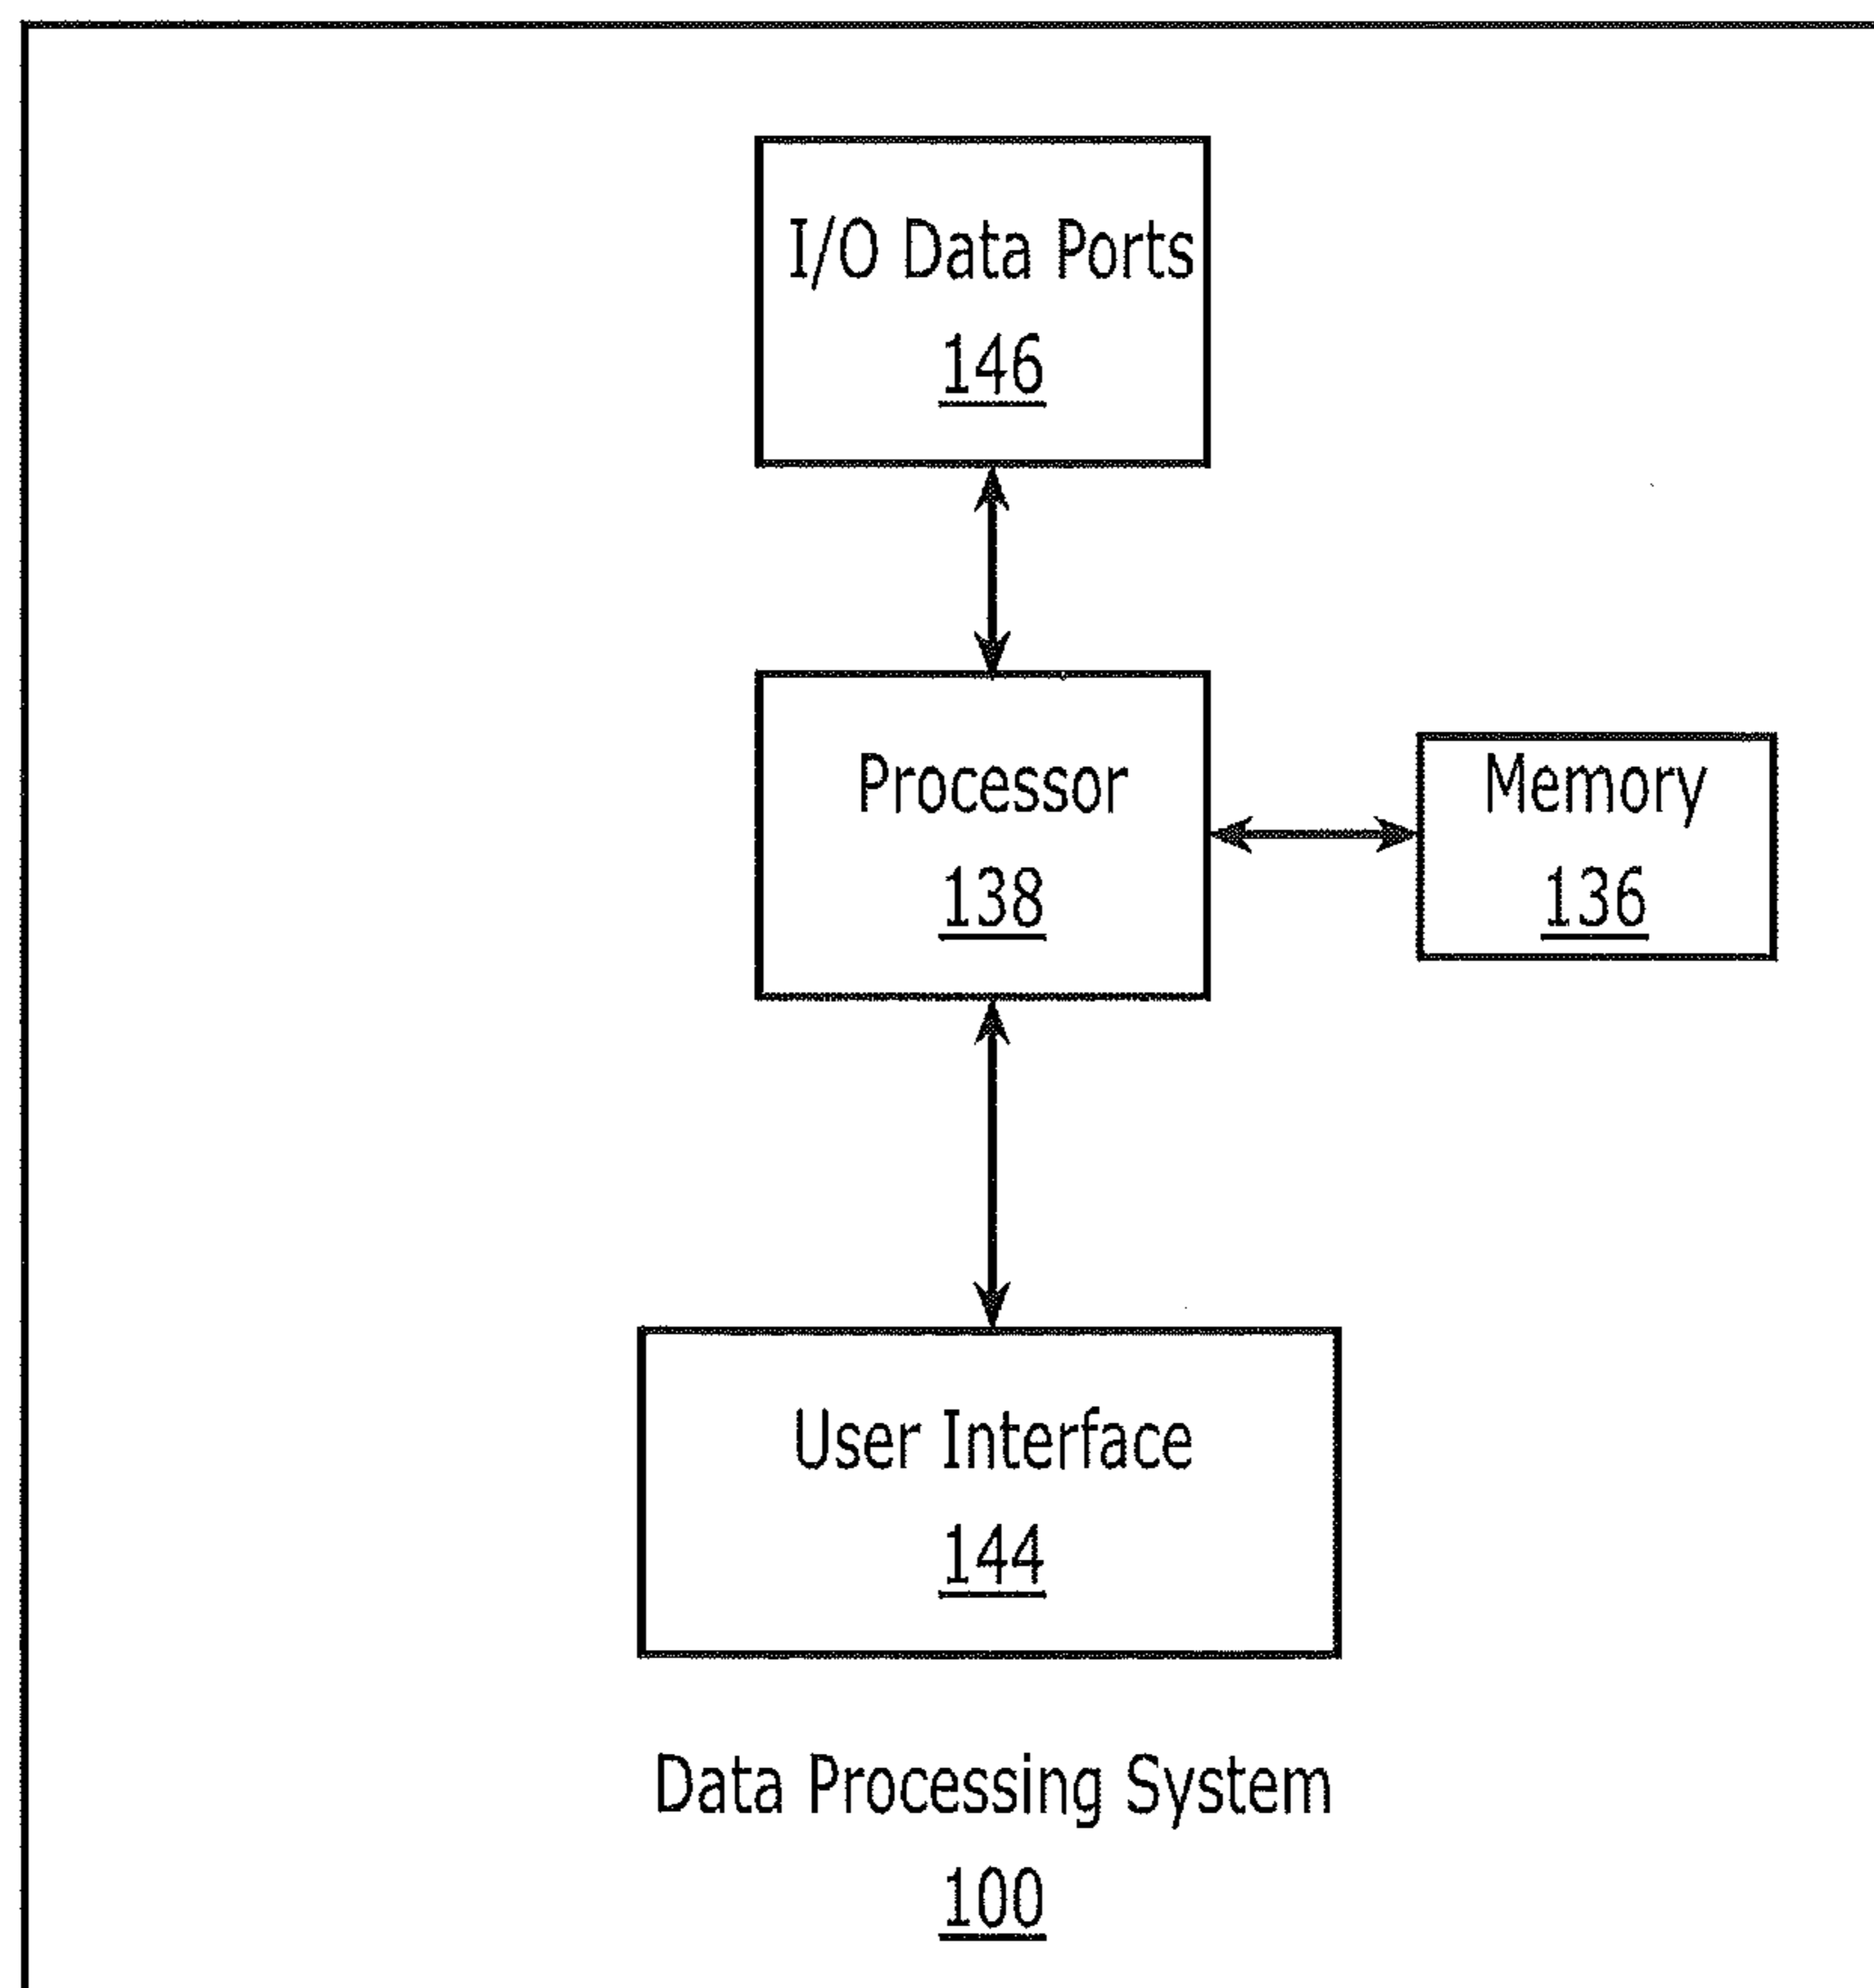 I/O Data Ports
146
Processor
138
Memory
136
User Interface
144
Data Processing System
100